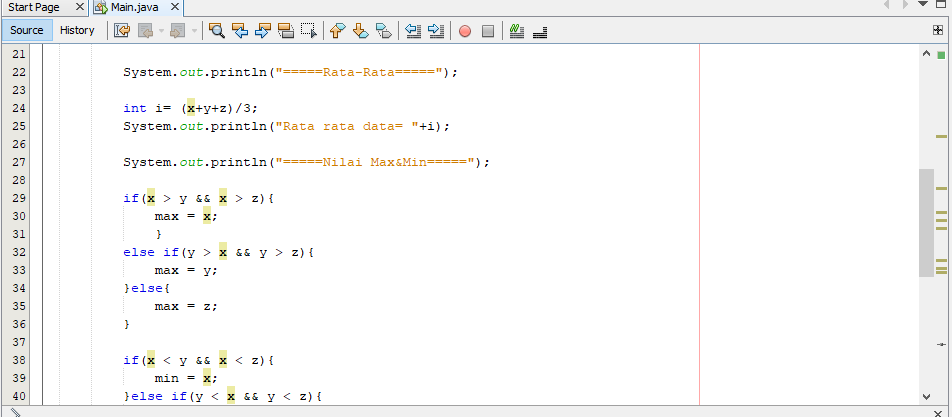 Start Page Main.java
Source History
21
22 System.out.println("=====Rata-Rata=====");
23
24 int i= (x+y+z)/3;
25 System.out.println("Rata rata data= "+i);
26
27 System.out.println("=====Nilai Max&Min=====");
28
29 if(x > y && x > z){
30 max = x;
31 }
32 else if(y > x && y > z){
33 max = y;
34 }else{
35 max = z;
36 }
37
38 if(x < y && x < z){
39 min = x;
40 }else if(y < x && y < z){